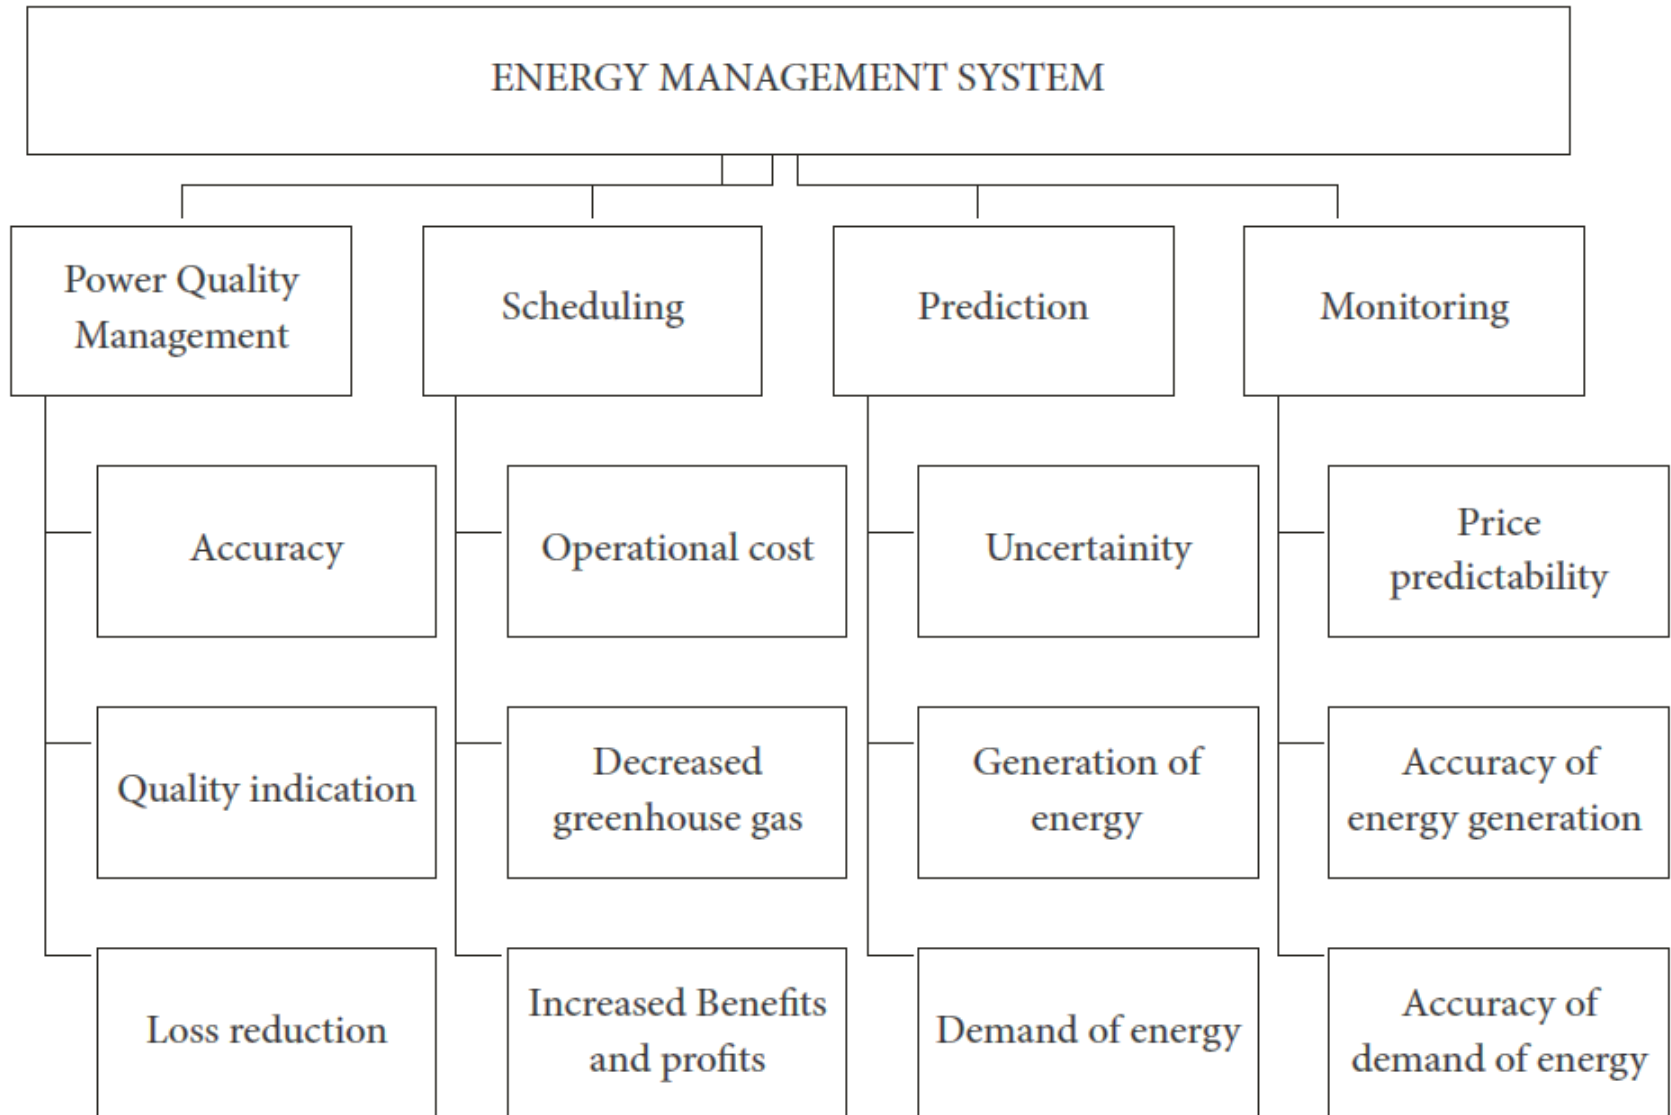 ENERGY MANAGEMENT SYSTEM
Power Quality
Management
Scheduling
Prediction
Monitoring
Accuracy
Operational cost
Uncertainity
Price
predictability
Quality indication
Decreased
greenhouse gas
Generation of
energy
Accuracy of
energy generation
Loss reduction
Increased Benefits
and profits
Demand of energy
Accuracy of
demand of energy